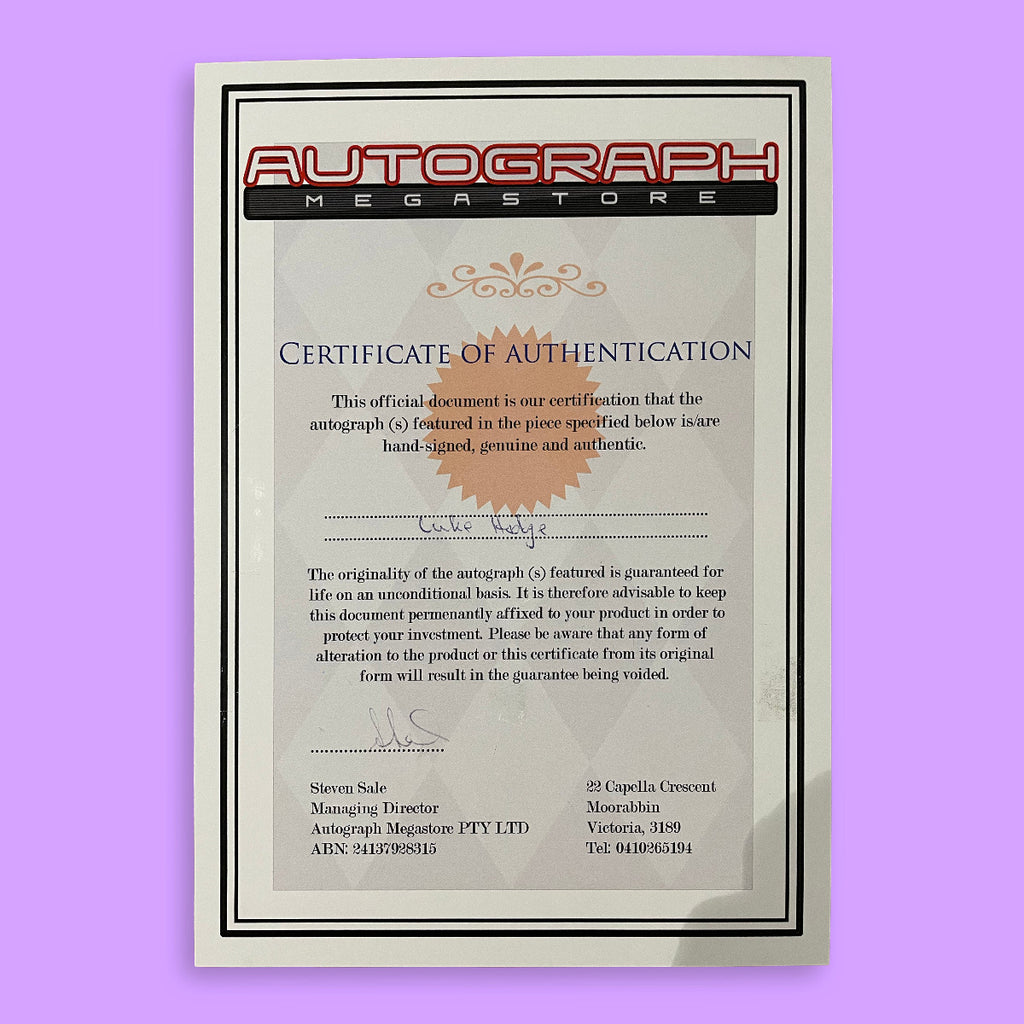 AUTOGRAPH
MEGASTORE
CERTIFICATE OF AUTHENTICATION
This official document is our certification that the
autograph (s) featured in the piece specified below is/are
hand-signed, genuine and authentic.
Luke Hodge
The originality of the autograph (s) featured is guaranteed for
life on an unconditional basis. It is therefore advisable to keep
this document permenantly affixed to your product in order to
protect your investment. Please be aware that any form of
alteration to the product or this certificate from its original
form will result in the guarantee being voided.
Steven Sale
Managing Director
Autograph Megastore PTY LTD
ABN: 24137928315
22 Capella Crescent
Moorabbin
Victoria, 3189
Tel: 0410265194